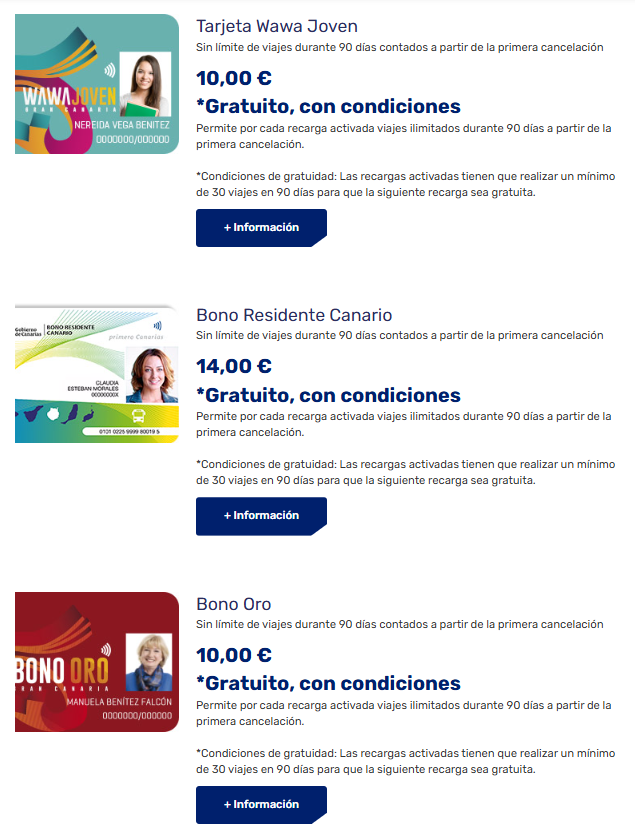 Tarjeta Wawa Joven
Sin límite de viajes durante 90 días contados a partir de la primera cancelación
10,00 €
*Gratuito, con condiciones
Permite por cada recarga activada viajes ilimitados durante 90 días a partir de la
primera cancelación.
*Condiciones de gratuidad: Las recargas activadas tienen que realizar un mínimo
de 30 viajes en 90 días para que la siguiente recarga sea gratuita.
+ Información
WAWAJOVEN
GRAN CANARIA
NEREIDA VEGA BENITEZ
0000000/000000
Bono Residente Canario
Sin límite de viajes durante 90 días contados a partir de la primera cancelación
14,00 €
*Gratuito, con condiciones
Permite por cada recarga activada viajes ilimitados durante 90 días a partir de la
primera cancelación.
*Condiciones de gratuidad: Las recargas activadas tienen que realizar un mínimo
de 30 viajes en 90 días para que la siguiente recarga sea gratuita.
+ Información
Gobierno
de Canarias
BONO RESIDENTE
CANARIO
primero Canarias
CLAUDIA
ESTEBAN MORALES
00000000X
0101 0225 9999 80019 5
Bono Oro
Sin límite de viajes durante 90 días contados a partir de la primera cancelación
10,00 €
*Gratuito, con condiciones
Permite por cada recarga activada viajes ilimitados durante 90 días a partir de la
primera cancelación.
*Condiciones de gratuidad: Las recargas activadas tienen que realizar un mínimo
de 30 viajes en 90 días para que la siguiente recarga sea gratuita.
+ Información
BONO ORO
GRAN CANARIA
MANUELA BENÍTEZ FALCÓN
0000000/000000